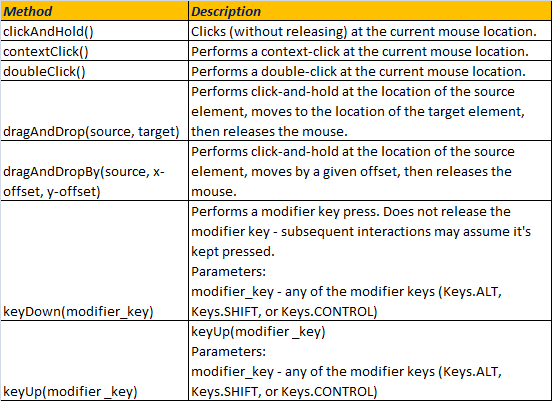 Method Description
clickAndHold() Clicks (without releasing) at the current mouse location.
contextClick() Performs a context-click at the current mouse location.
doubleClick() Performs a double-click at the current mouse location.
dragAndDrop(source, target)
Performs click-and-hold at the location of the source
element, moves to the location of the target element,
then releases the mouse.
dragAndDropBy(source, x-
offset, y-offset)
Performs click-and-hold at the location of the source
element, moves by a given offset, then releases the
mouse.
keyDown(modifier_key)
Performs a modifier key press. Does not release the
modifier key - subsequent interactions may assume it's
kept pressed.
Parameters:
modifier_key - any of the modifier keys (Keys.ALT,
Keys.SHIFT, or Keys.CONTROL)
keyUp(modifier _key)
keyUp(modifier _key)
Parameters:
modifier_key - any of the modifier keys (Keys.ALT,
Keys.SHIFT, or Keys.CONTROL)